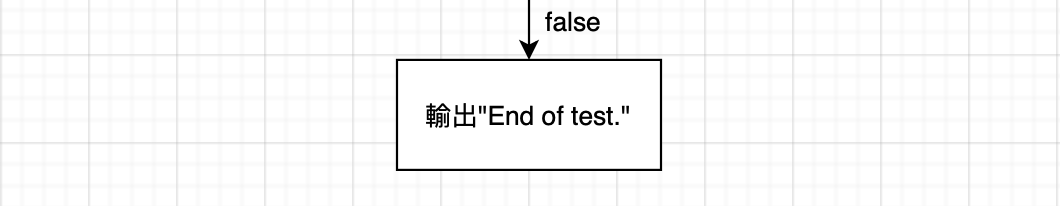 false
輸出"End of test."